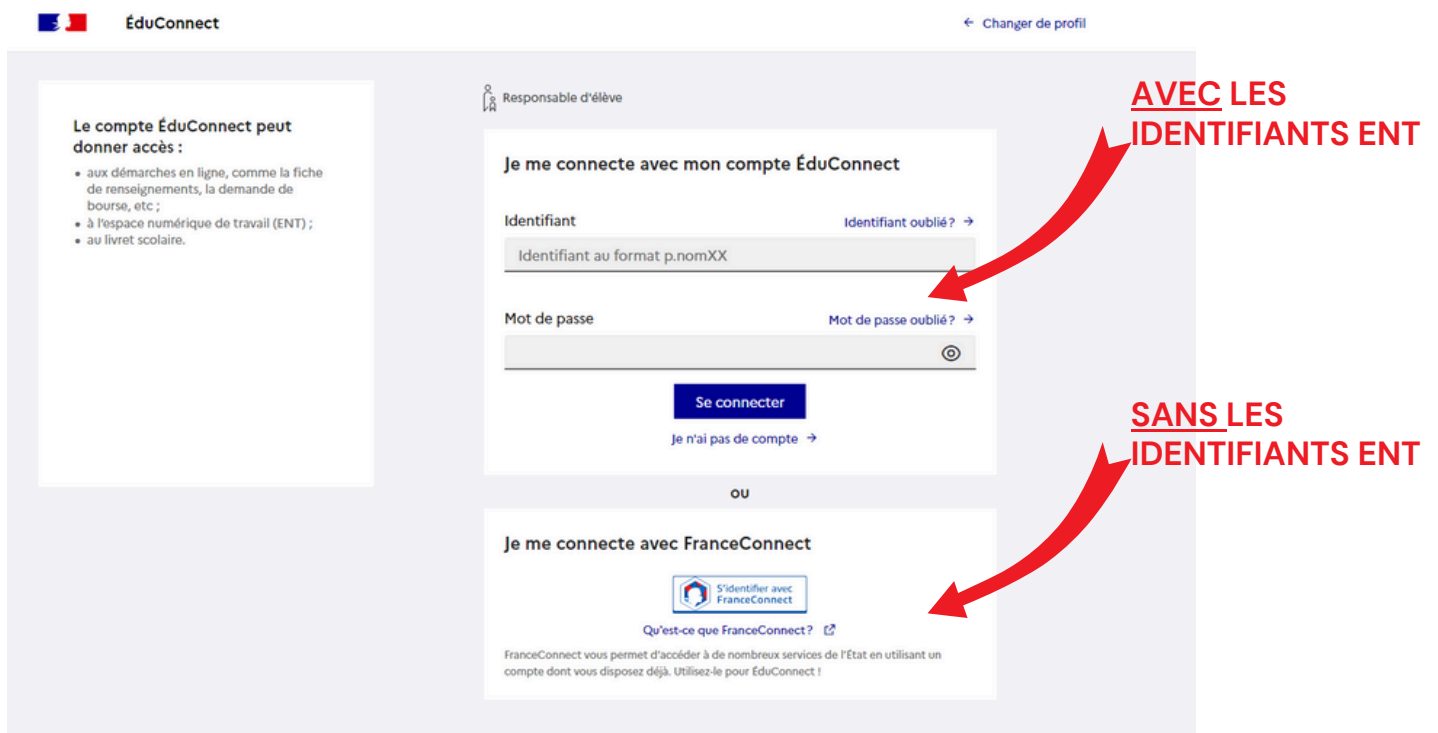 ÉduConnect
← Changer de profil
Le compte ÉduConnect peut
donner accès :
• aux démarches en ligne, comme la fiche
de renseignements, la demande de
bourse, etc ;
• à l'espace numérique de travail (ENT) ;
• au livret scolaire.
Responsable d'élève
Je me connecte avec mon compte ÉduConnect
Identifiant
Identifiant oublié? →
Identifiant au format p.nomXX
Mot de passe
Mot de passe oublié? →
Se connecter
Je n'ai pas de compte →
OU
Je me connecte avec FranceConnect
S'identifier avec
FranceConnect
Qu'est-ce que FranceConnect?
FranceConnect vous permet d'accéder à de nombreux services de l'État en utilisant un
compte dont vous disposez déjà. Utilisez-le pour ÉduConnect !
AVEC LES
IDENTIFIANTS ENT
SANS LES
IDENTIFIANTS ENT